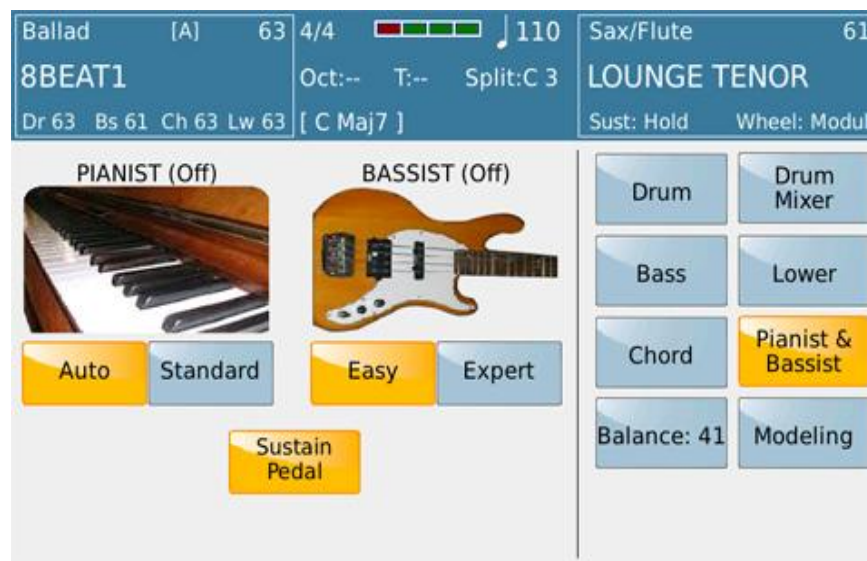 Ballad [A] 63
8BEAT1
Dr 63 Bs 61 Ch 63 Lw 63
4/4 110
Oct:-- T:-- Split:C 3
[ C Maj7 ]
Sax/Flute 61
LOUNGE TENOR
Sust: Hold Wheel: Modul
PIANIST (Off)
Auto Standard
BASSIST (Off)
Easy Expert
Sustain
Pedal
Drum
Drum
Mixer
Bass
Lower
Chord
Pianist &
Bassist
Balance: 41
Modeling